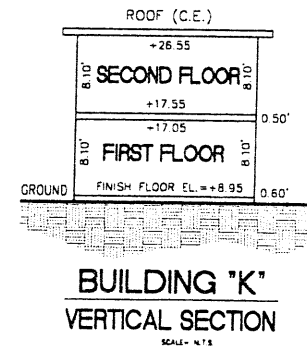 ROOF (C.E.)
+26.55
8.10' SECOND FLOOR 8.10'
+17.55
0.50'
+17.05
8.10' FIRST FLOOR 8.10'
GROUND FINISH FLOOR EL.=+8.95 0.60'
BUILDING "K"
VERTICAL SECTION
SCALE- N.T.S